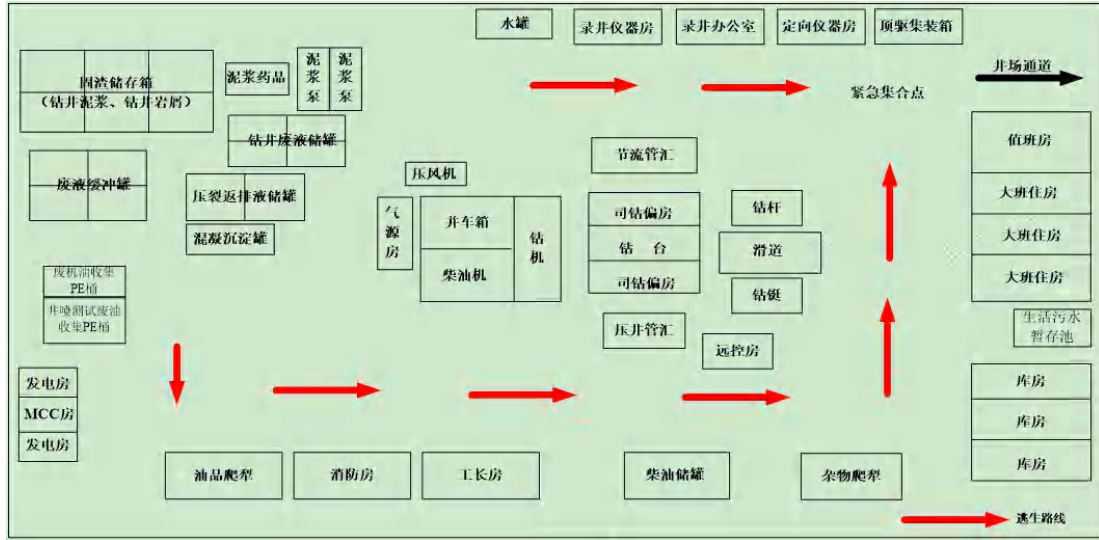 水罐
录井仪器房
录井办公室
定向仪器房
顶驱集装箱
井场通道
紧急集合点
固渣储存箱
（钻井泥浆、钻井岩屑）
泥浆药品
泥浆泵
泥浆泵
钻井废液储罐
废液缓冲罐
压裂返排液储罐
混凝沉淀罐
压风机
气源房
并车箱
柴油机
钻机
节流管汇
司钻偏房
钻 台
司钻偏房
压井管汇
钻杆
滑道
钻铤
远控房
值班房
大班住房
大班住房
大班住房
生活污水
暂存池
废机油收集
PE桶
井喷测试废油
收集PE桶
发电房
MCC房
发电房
库房
库房
库房
油品爬犁
消防房
工长房
柴油储罐
杂物爬犁
逃生路线